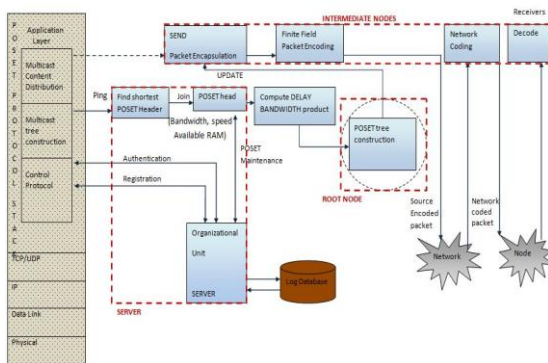 Receivers
INTERMEDIATE NODES
POSET PROTOCOL STACK
Application
Layer
Multicast
Content
Distribution
Multicast
tree
construction
Control
Protocol
TCP/UDP
IP
Data Link
Physical
SEND
Packet Encapsulation
Finite Field
Packet Encoding
Network
Coding
Decode
UPDATE
Ping
Find shortest
POSET Header
Join
POSET head
(Bandwidth, speed
Available RAM)
Compute DELAY
BANDWIDTH product
POSET tree
construction
ROOT NODE
POSET
Maintenance
Authentication
Registration
Organizational
Unit
SERVER
SERVER
Log Database
Source
Encoded
packet
Network
coded
packet
Network
Node